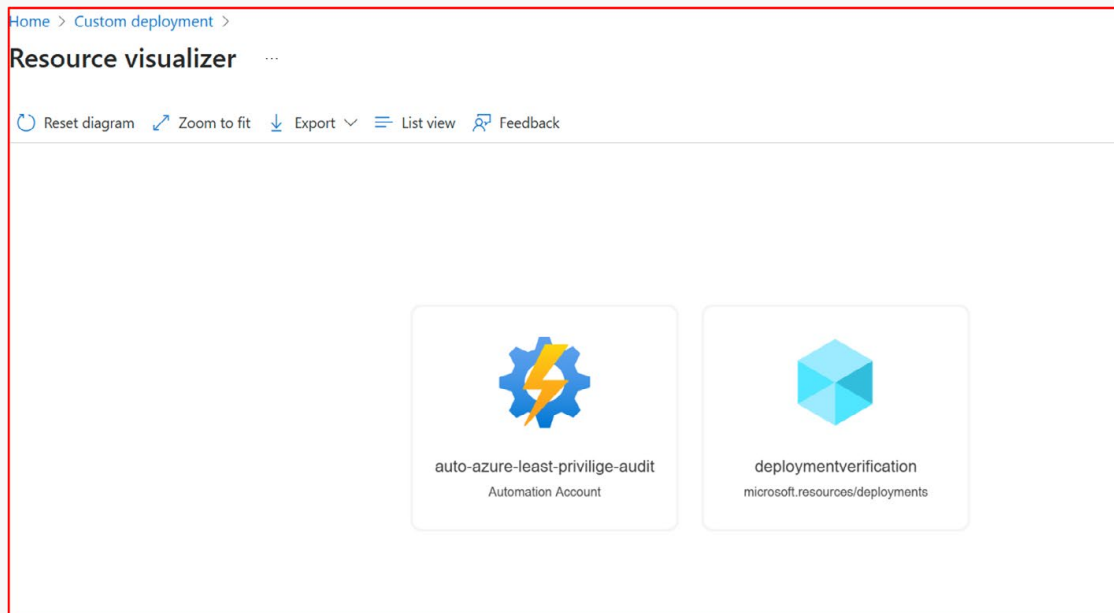 Home > Custom deployment >
Resource visualizer ...
Reset diagram Zoom to fit Export List view Feedback
auto-azure-least-privilige-audit
Automation Account
deploymentverification
microsoft.resources/deployments